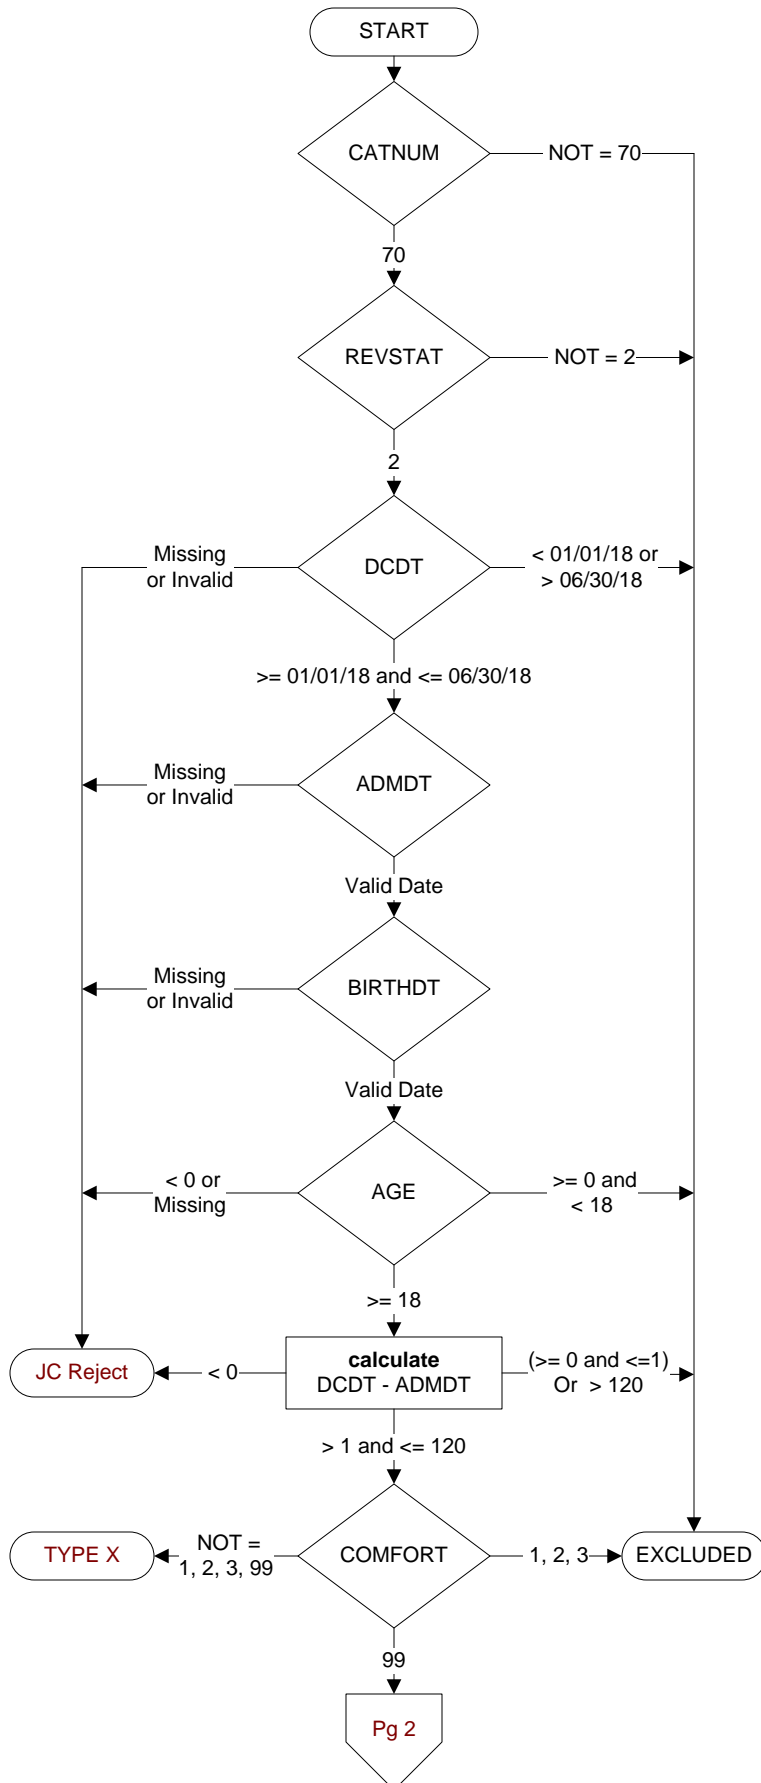 START
CATNUM
NOT = 70
70
REVSTAT
NOT = 2
2
Missing
or Invalid
DCDT
< 01/01/18 or
> 06/30/18
>= 01/01/18 and <= 06/30/18
Missing
or Invalid
ADMDT
Valid Date
Missing
or Invalid
BIRTHDT
Valid Date
< 0 or
Missing
AGE
>= 0 and
< 18
>= 18
JC Reject
< 0
calculate
DCDT - ADMDT
(>= 0 and <=1)
Or > 120
> 1 and <= 120
TYPE X
NOT =
1, 2, 3, 99
COMFORT
1, 2, 3
EXCLUDED
99
Pg 2